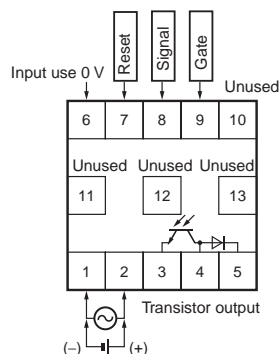 Reset
Signal
Gate
Input use 0 V
Unused
6 7 8 9 10
Unused Unused Unused
11 12 13
1 2 3 4 5
Transistor output
(−) (+)